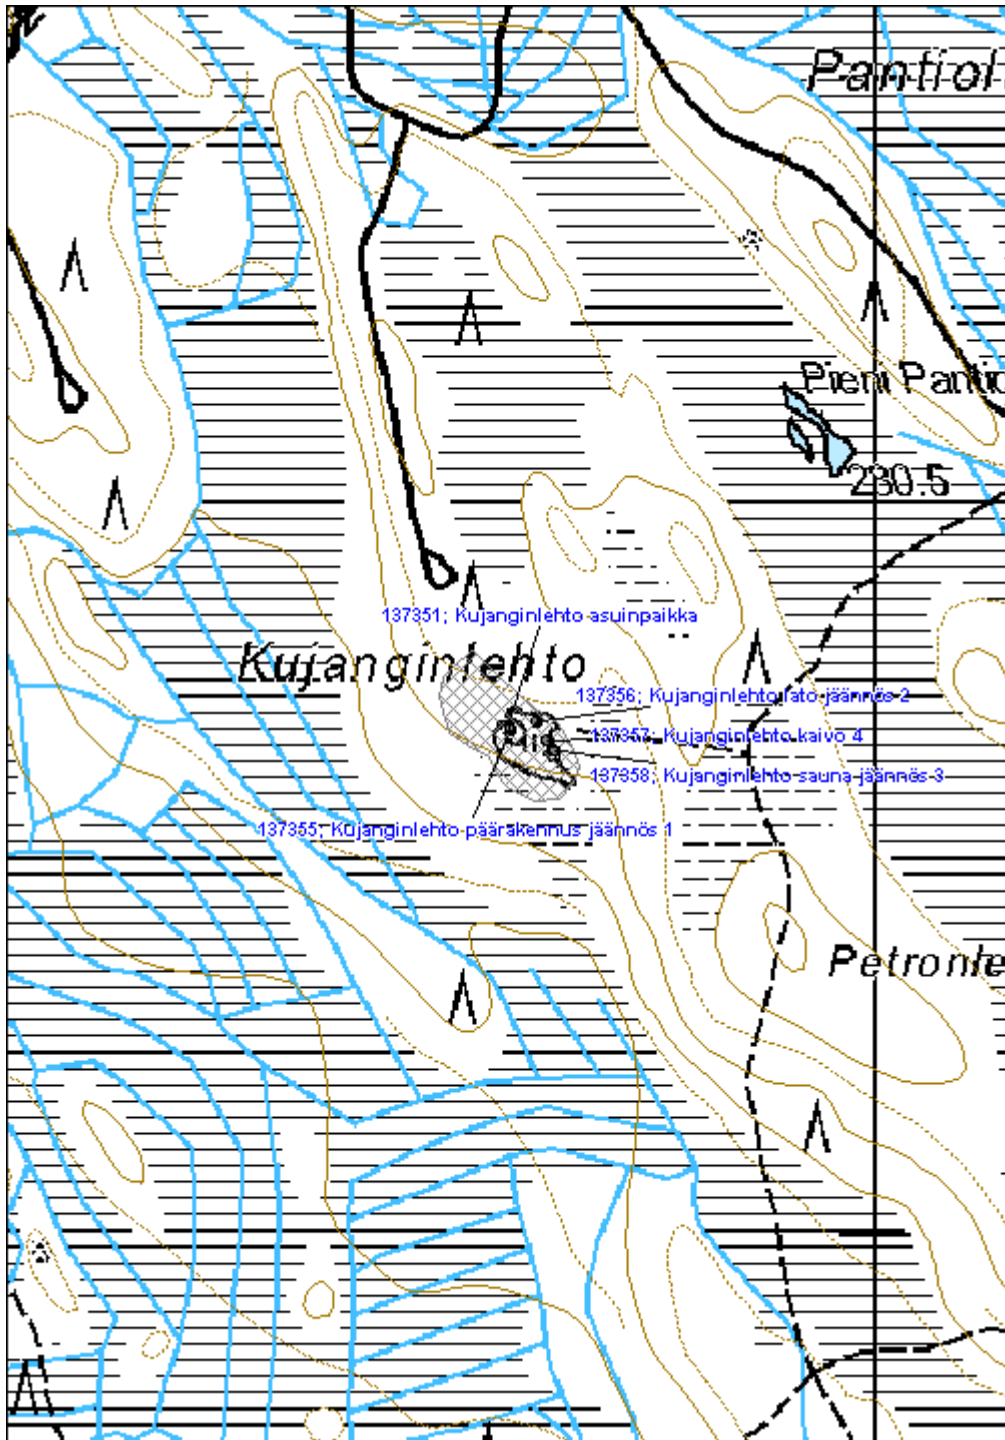 Pantiol
Pieni Pantio
230.5
137351; Kujanginlehto asuinpaikka
Kujanginlehto
137356; Kujanginlehto lato jäännös 2
137357; Kujanginlehto kaivo 4
137358; Kujanginlehto sauna jäännös 3
137355; Kujanginlehto päärakennus jäännös 1
Petronle